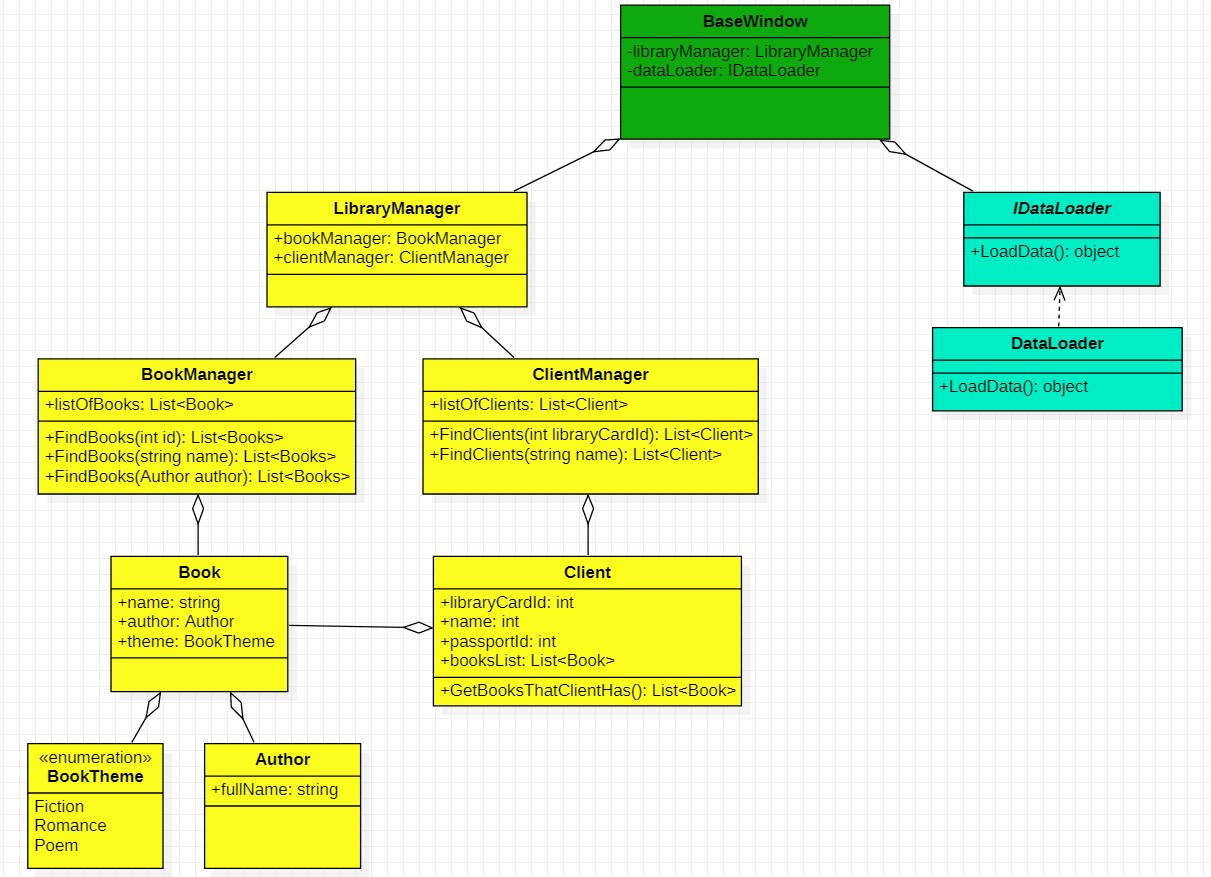 BaseWindow
-libraryManager: LibraryManager
-dataLoader: IDataLoader
LibraryManager
+bookManager: BookManager
+clientManager: ClientManager
IDataLoader
+LoadData(): object
DataLoader
+LoadData(): object
BookManager
+listOfBooks: List<Book>
+FindBooks(int id): List<Books>
+FindBooks(string name): List<Books>
+FindBooks(Author author): List<Books>
ClientManager
+listOfClients: List<Client>
+FindClients(int libraryCardId): List<Client>
+FindClients(string name): List<Client>
Book
+name: string
+author: Author
+theme: BookTheme
Client
+libraryCardId: int
+name: int
+passportId: int
+booksList: List<Book>
+GetBooksThatClientHas(): List<Book>
«enumeration»
BookTheme
Fiction
Romance
Poem
Author
+fullName: string